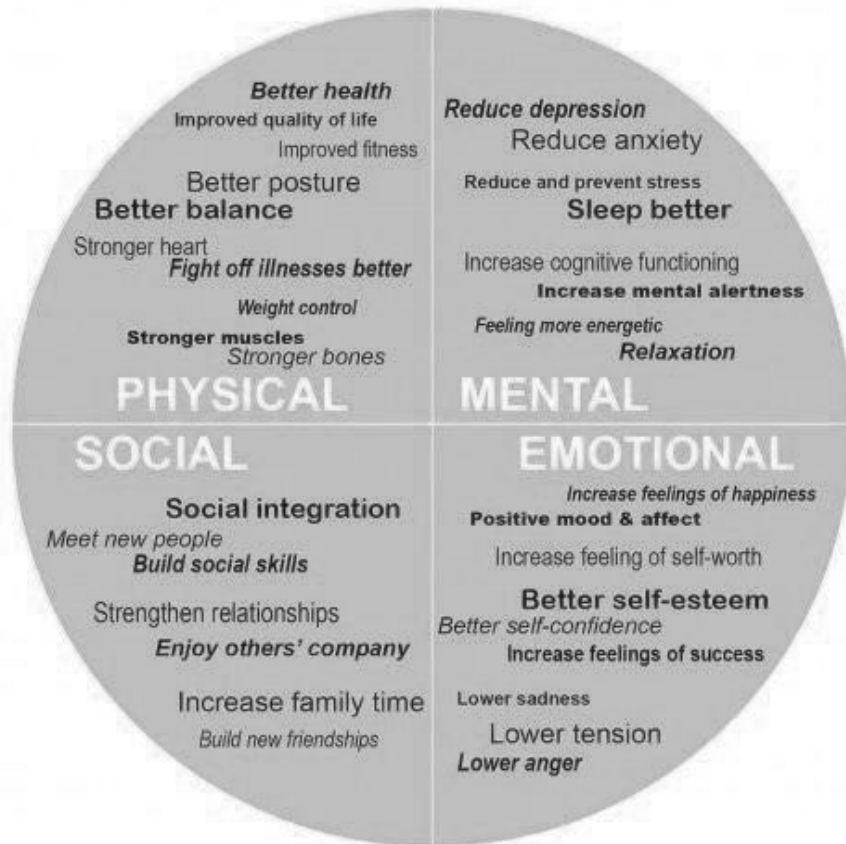 Better health
Improved quality of life
Improved fitness
Better posture
Better balance
Stronger heart
Fight off illnesses better
Weight control
Stronger muscles
Stronger bones
PHYSICAL
Reduce depression
Reduce anxiety
Reduce and prevent stress
Sleep better
Increase cognitive functioning
Increase mental alertness
Feeling more energetic
Relaxation
MENTAL
SOCIAL
Social integration
Meet new people
Build social skills
Strengthen relationships
Enjoy others' company
Increase family time
Build new friendships
EMOTIONAL
Increase feelings of happiness
Positive mood & affect
Increase feeling of self-worth
Better self-esteem
Better self-confidence
Increase feelings of success
Lower sadness
Lower tension
Lower anger